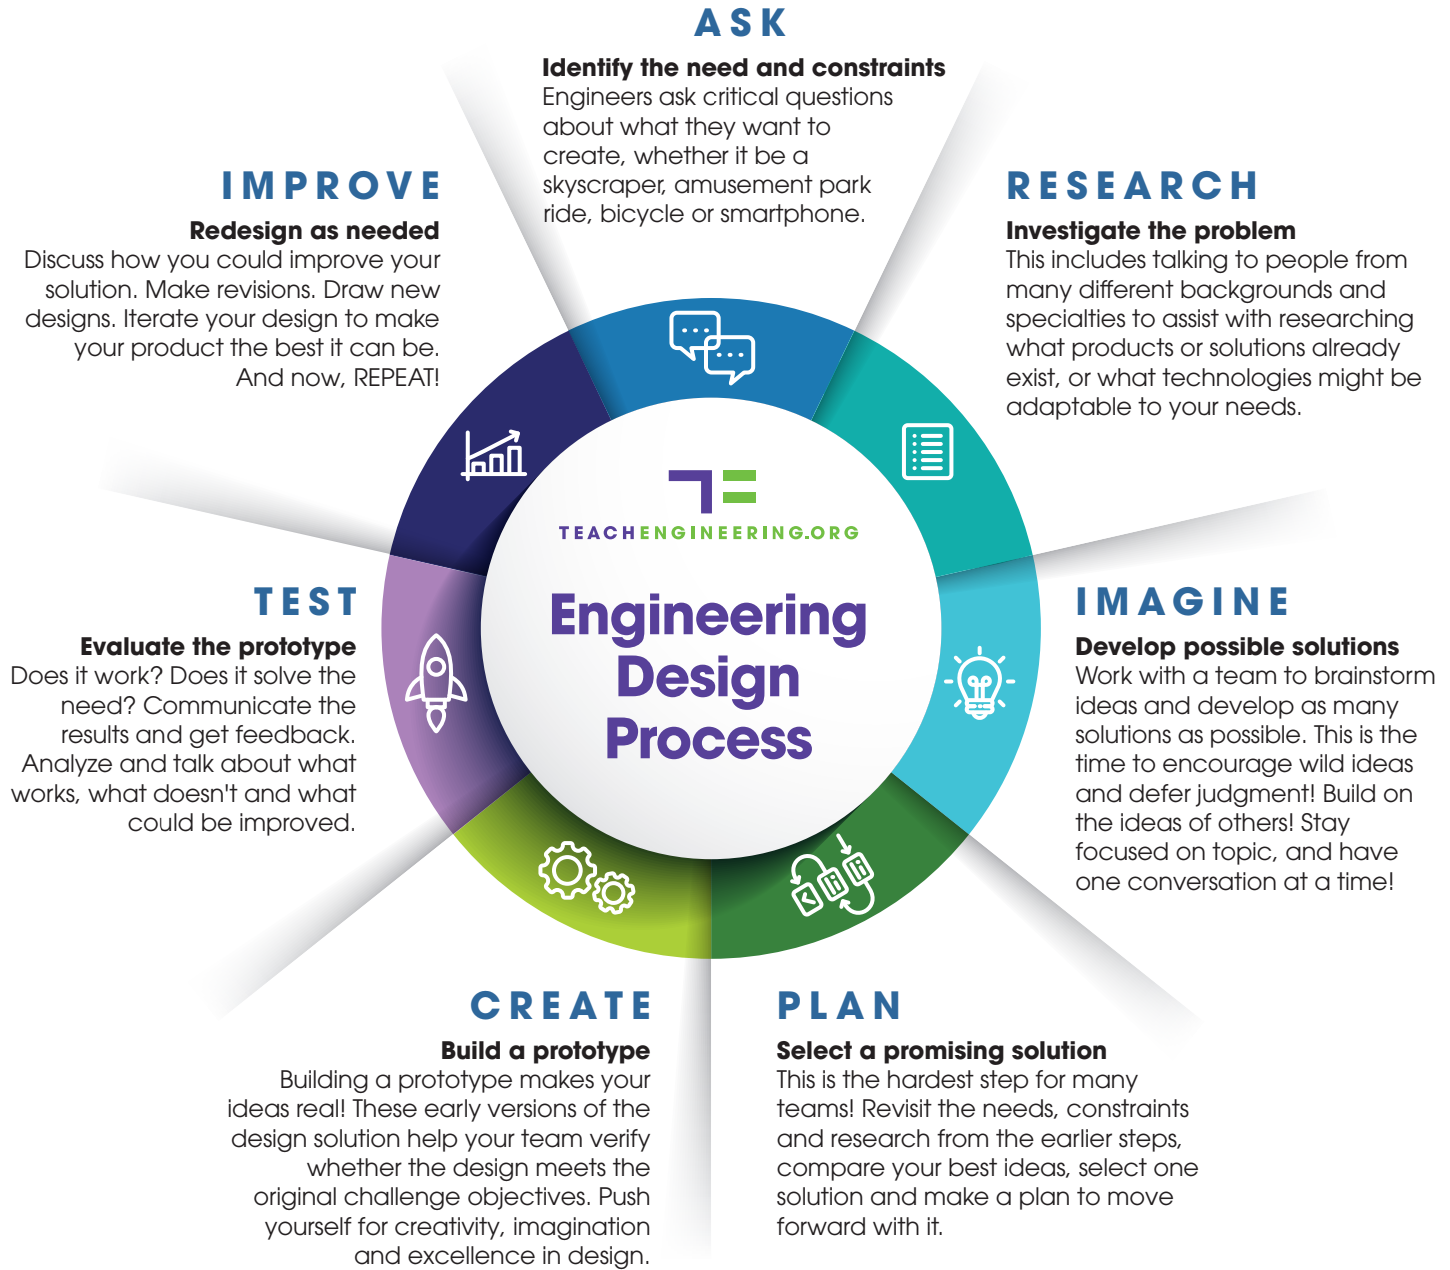 ASK
Identify the need and constraints
Engineers ask critical questions
about what they want to
create, whether it be a
skyscraper, amusement park
ride, bicycle or smartphone.
RESEARCH
Investigate the problem
This includes talking to people from
many different backgrounds and
specialties to assist with researching
what products or solutions already
exist, or what technologies might be
adaptable to your needs.
IMAGINE
Develop possible solutions
Work with a team to brainstorm
ideas and develop as many
solutions as possible. This is the
time to encourage wild ideas
and defer judgment! Build on
the ideas of others! Stay
focused on topic, and have
one conversation at a time!
PLAN
Select a promising solution
This is the hardest step for many
teams! Revisit the needs, constraints
and research from the earlier steps,
compare your best ideas, select one
solution and make a plan to move
forward with it.
CREATE
Build a prototype
Building a prototype makes your
ideas real! These early versions of the
design solution help your team verify
whether the design meets the
original challenge objectives. Push
yourself for creativity, imagination
and excellence in design.
TEST
Evaluate the prototype
Does it work? Does it solve the
need? Communicate the
results and get feedback.
Analyze and talk about what
works, what doesn't and what
could be improved.
IMPROVE
Redesign as needed
Discuss how you could improve your
solution. Make revisions. Draw new
designs. Iterate your design to make
your product the best it can be.
And now, REPEAT!
TEACHENGINEERING.ORG
Engineering
Design
Process